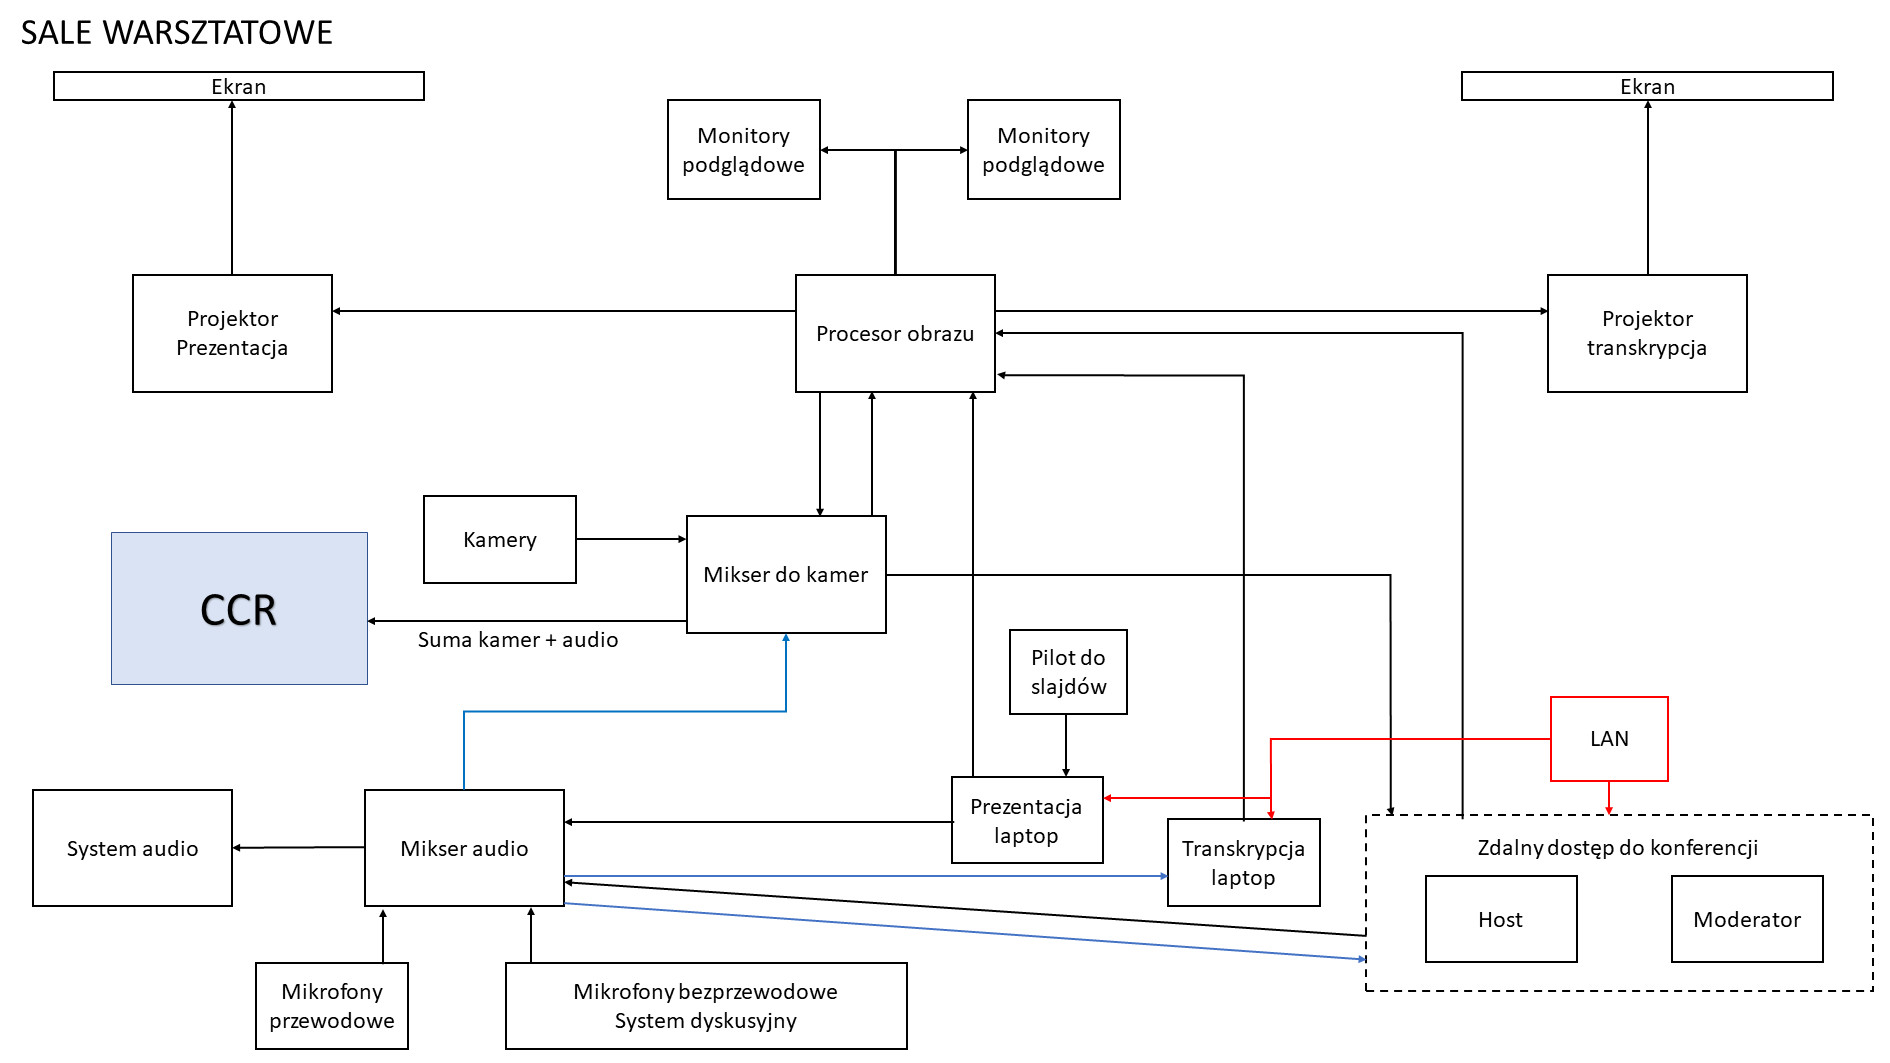 SALE WARSZTATOWE
Ekran
Ekran
Monitory
podglądowe
Monitory
podglądowe
Projektor
Prezentacja
Procesor obrazu
Projektor
transkrypcja
Kamery
Mikser do kamer
CCR
Suma kamer + audio
Pilot do
slajdów
LAN
System audio
Mikser audio
Prezentacja
laptop
Transkrypcja
laptop
Zdalny dostęp do konferencji
Host
Moderator
Mikrofony
przewodowe
Mikrofony bezprzewodowe
System dyskusyjny